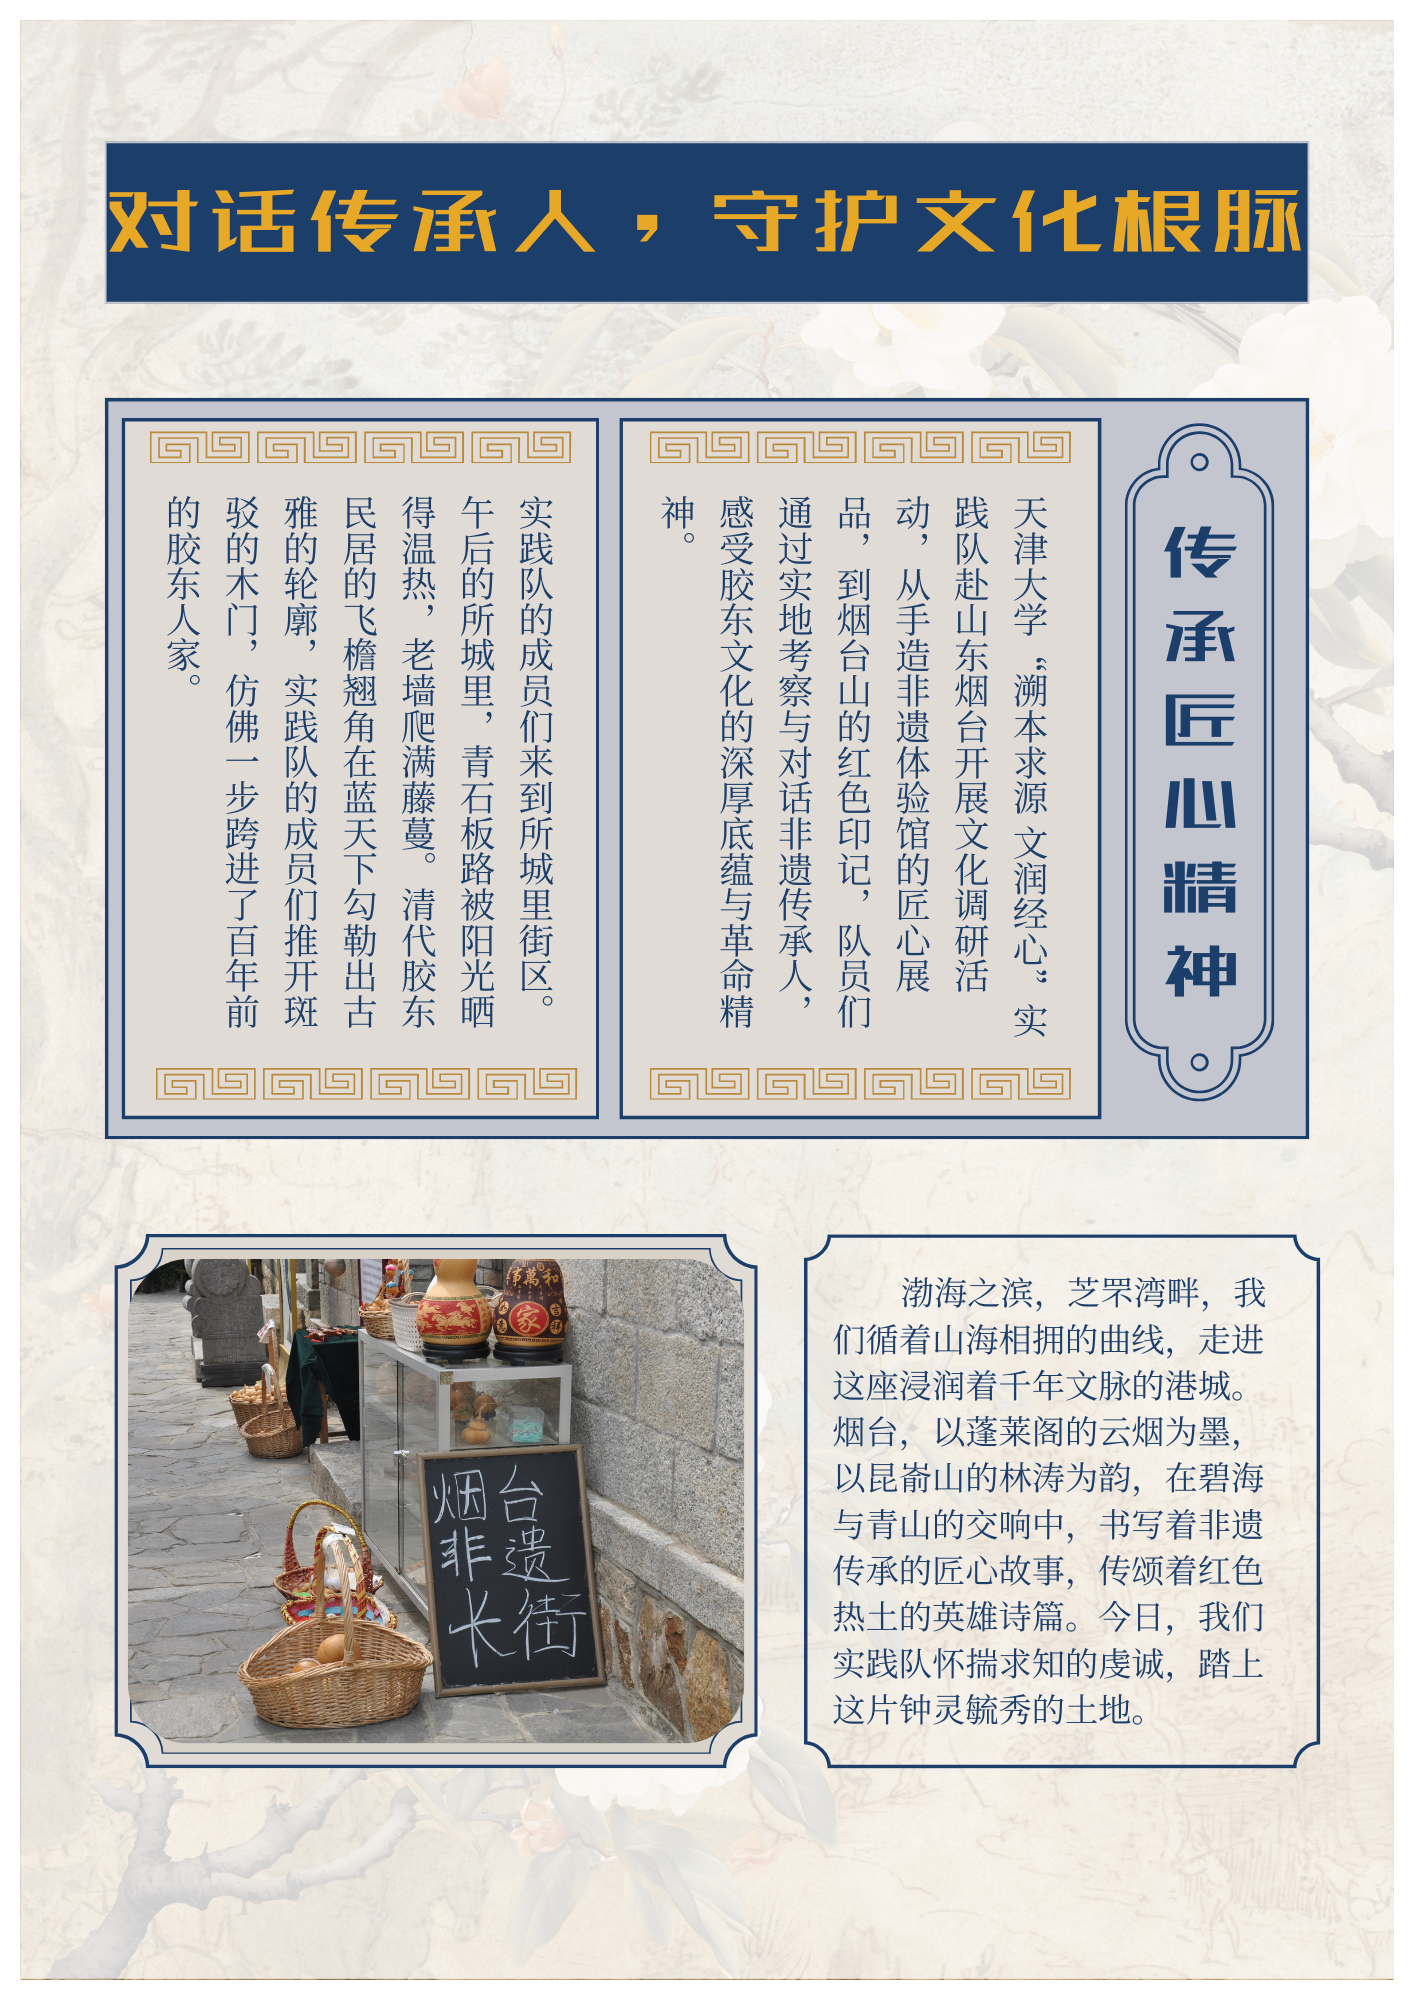 对话传承人，守护文化根脉
传承匠心精神
天津大学“溯本求源 文润经心”实
践队赴山东烟台开展文化调研活
动，从手造非遗体验馆的匠心展
品，到烟台山的红色印记，队员们
通过实地考察与对话非遗传承人，
感受胶东文化的深厚底蕴与革命精
神。
实践队的成员们来到所城里街区。
午后的所城里，青石板路被阳光晒
得温热，老墙爬满藤蔓。清代胶东
民居的飞檐翘角在蓝天下勾勒出古
雅的轮廓，实践队的成员们推开斑
驳的木门，仿佛一步跨进了百年前
的胶东人家。
萬和
家
吉
烟台
非遗
长街
渤海之滨，芝罘湾畔，我
们循着山海相拥的曲线，走进
这座浸润着千年文脉的港城。
烟台，以蓬莱阁的云烟为墨，
以昆嵛山的林涛为韵，在碧海
与青山的交响中，书写着非遗
传承的匠心故事，传颂着红色
热土的英雄诗篇。今日，我们
实践队怀揣求知的虔诚，踏上
这片钟灵毓秀的土地。